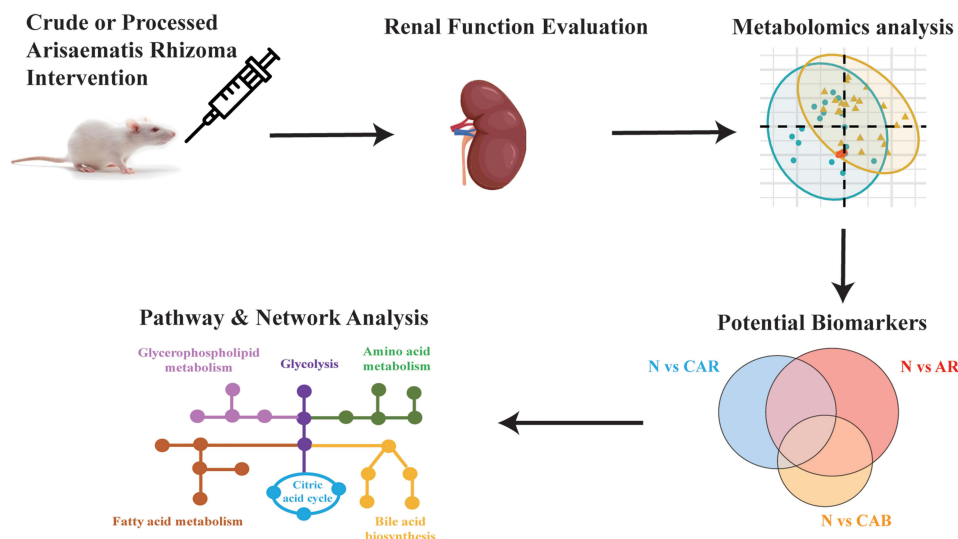 Crude or Processed
Arisaematis Rhizoma
Intervention
Renal Function Evaluation
Metabolomics analysis
Potential Biomarkers
N vs CAR
N vs AR
N vs CAB
Pathway & Network Analysis
Glycerophospholipid
metabolism
Glycolysis
Amino acid
metabolism
Citric
acid cycle
Fatty acid metabolism
Bile acid
biosynthesis